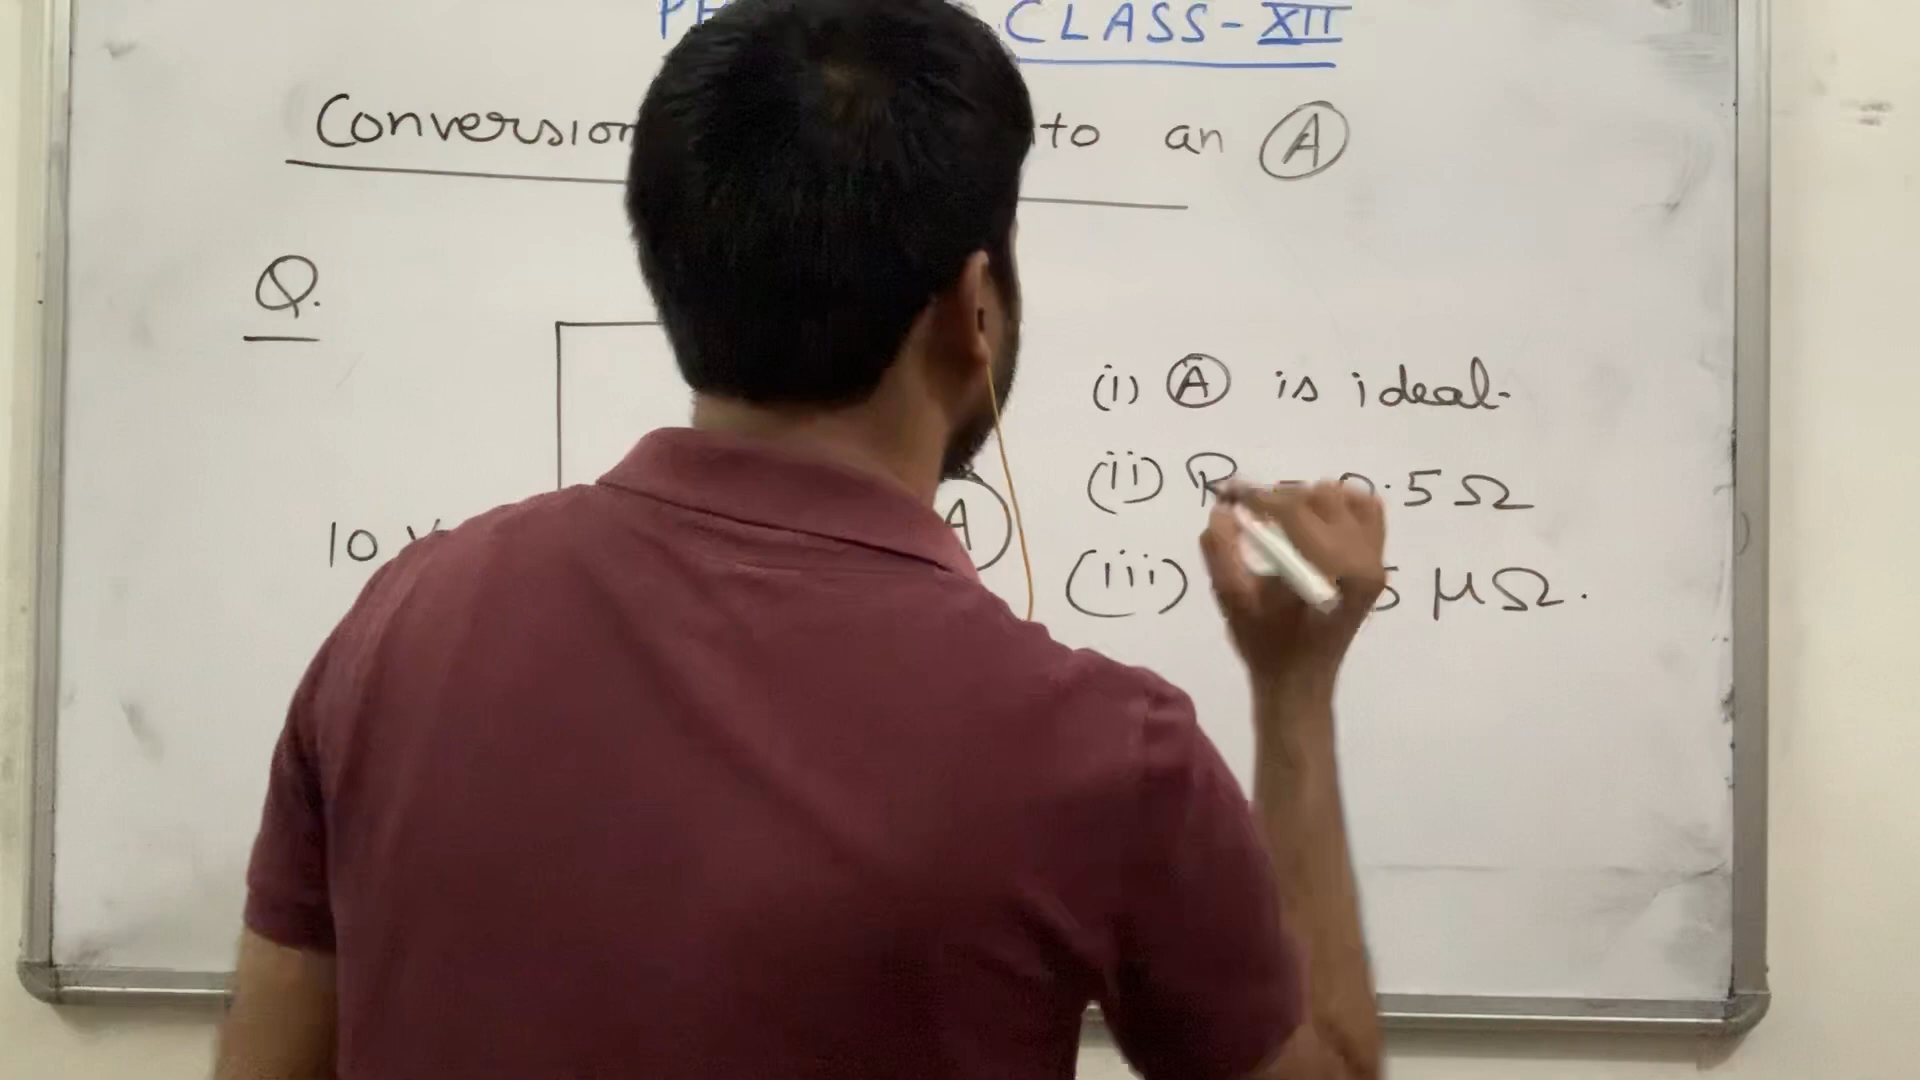 CLASS-XII
Conversion to an A
Q.
10 V
A
(i) A is ideal.
(ii) R = 0.5 Ω
(iii) 5 μΩ.